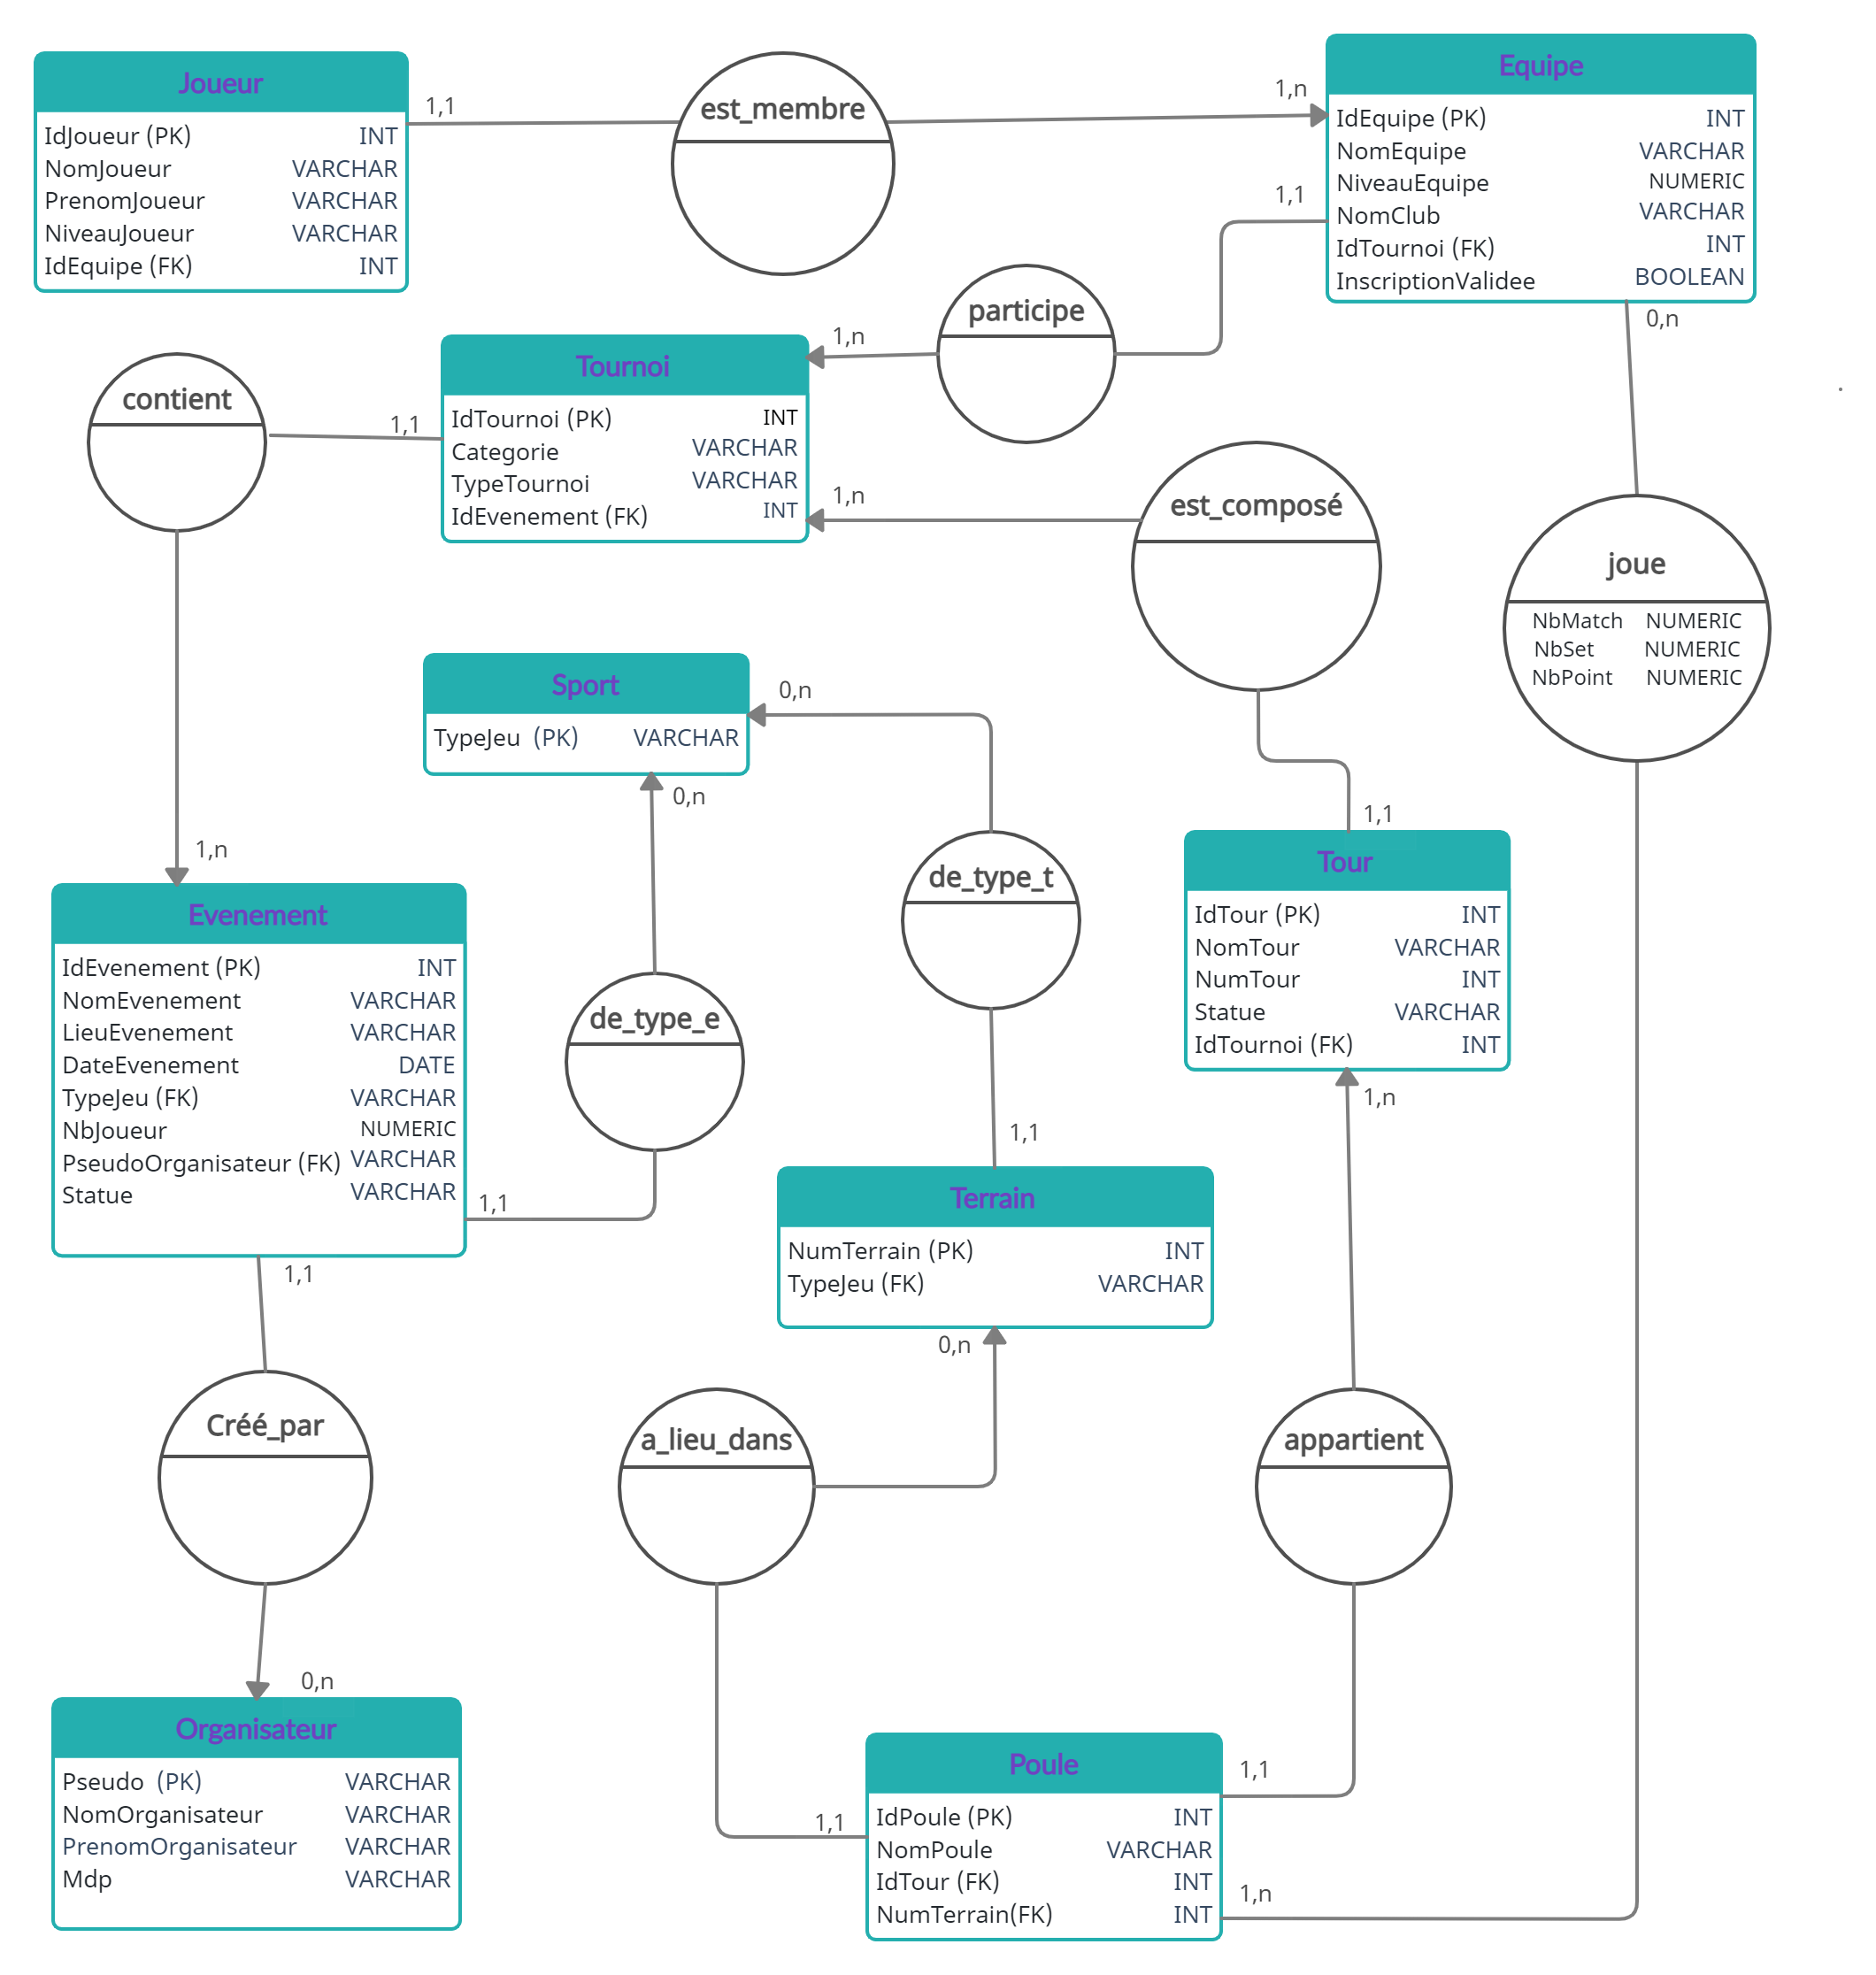 Joueur
IdJoueur (PK) INT
NomJoueur VARCHAR
PrenomJoueur VARCHAR
NiveauJoueur VARCHAR
IdEquipe (FK) INT
1,1
est_membre
1,n
Equipe
IdEquipe (PK) INT
NomEquipe VARCHAR
NiveauEquipe NUMERIC
NomClub VARCHAR
IdTournoi (FK) INT
InscriptionValidee BOOLEAN
1,1
participe
1,n
0,n
Tournoi
IdTournoi (PK) INT
Categorie VARCHAR
TypeTournoi VARCHAR
IdEvenement (FK) INT
contient
1,1
1,n
est_composé
1,n
joue
NbMatch NUMERIC
NbSet NUMERIC
NbPoint NUMERIC
Sport
TypeJeu (PK) VARCHAR
0,n
0,n
de_type_t
1,1
Tour
IdTour (PK) INT
NomTour VARCHAR
NumTour INT
Statue VARCHAR
IdTournoi (FK) INT
1,n
Evenement
IdEvenement (PK) INT
NomEvenement VARCHAR
LieuEvenement VARCHAR
DateEvenement DATE
TypeJeu (FK) VARCHAR
NbJoueur NUMERIC
PseudoOrganisateur (FK) VARCHAR
Statue VARCHAR
de_type_e
1,1
1,1
1,1
Terrain
NumTerrain (PK) INT
TypeJeu (FK) VARCHAR
0,n
Créé_par
a_lieu_dans
appartient
0,n
Organisateur
Pseudo (PK) VARCHAR
NomOrganisateur VARCHAR
PrenomOrganisateur VARCHAR
Mdp VARCHAR
1,1
Poule
IdPoule (PK) INT
NomPoule VARCHAR
IdTour (FK) INT
NumTerrain(FK) INT
1,1
1,n